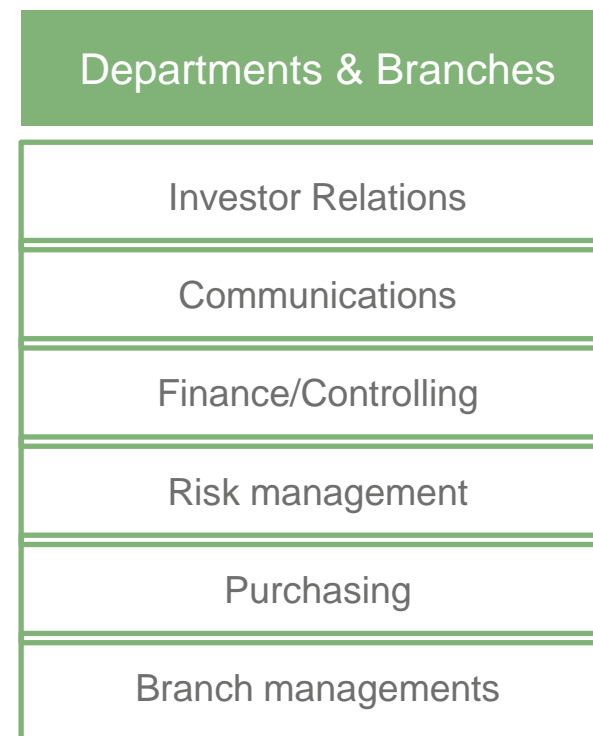 Departments & Branches
Investor Relations
Communications
Finance/Controlling
Risk management
Purchasing
Branch managements